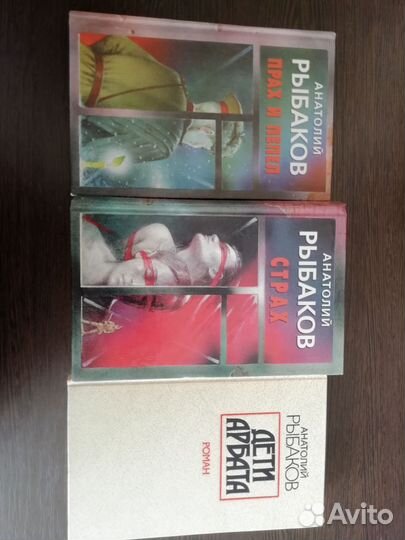 АНАТОЛИЙ
РЫБАКОВ
ПРАХ И ПЕПЕЛ
АНАТОЛИЙ
РЫБАКОВ
СТРАХ
АНАТОЛИЙ
РЫБАКОВ
ДЕТИ
АРБАТА
РОМАН
Avito